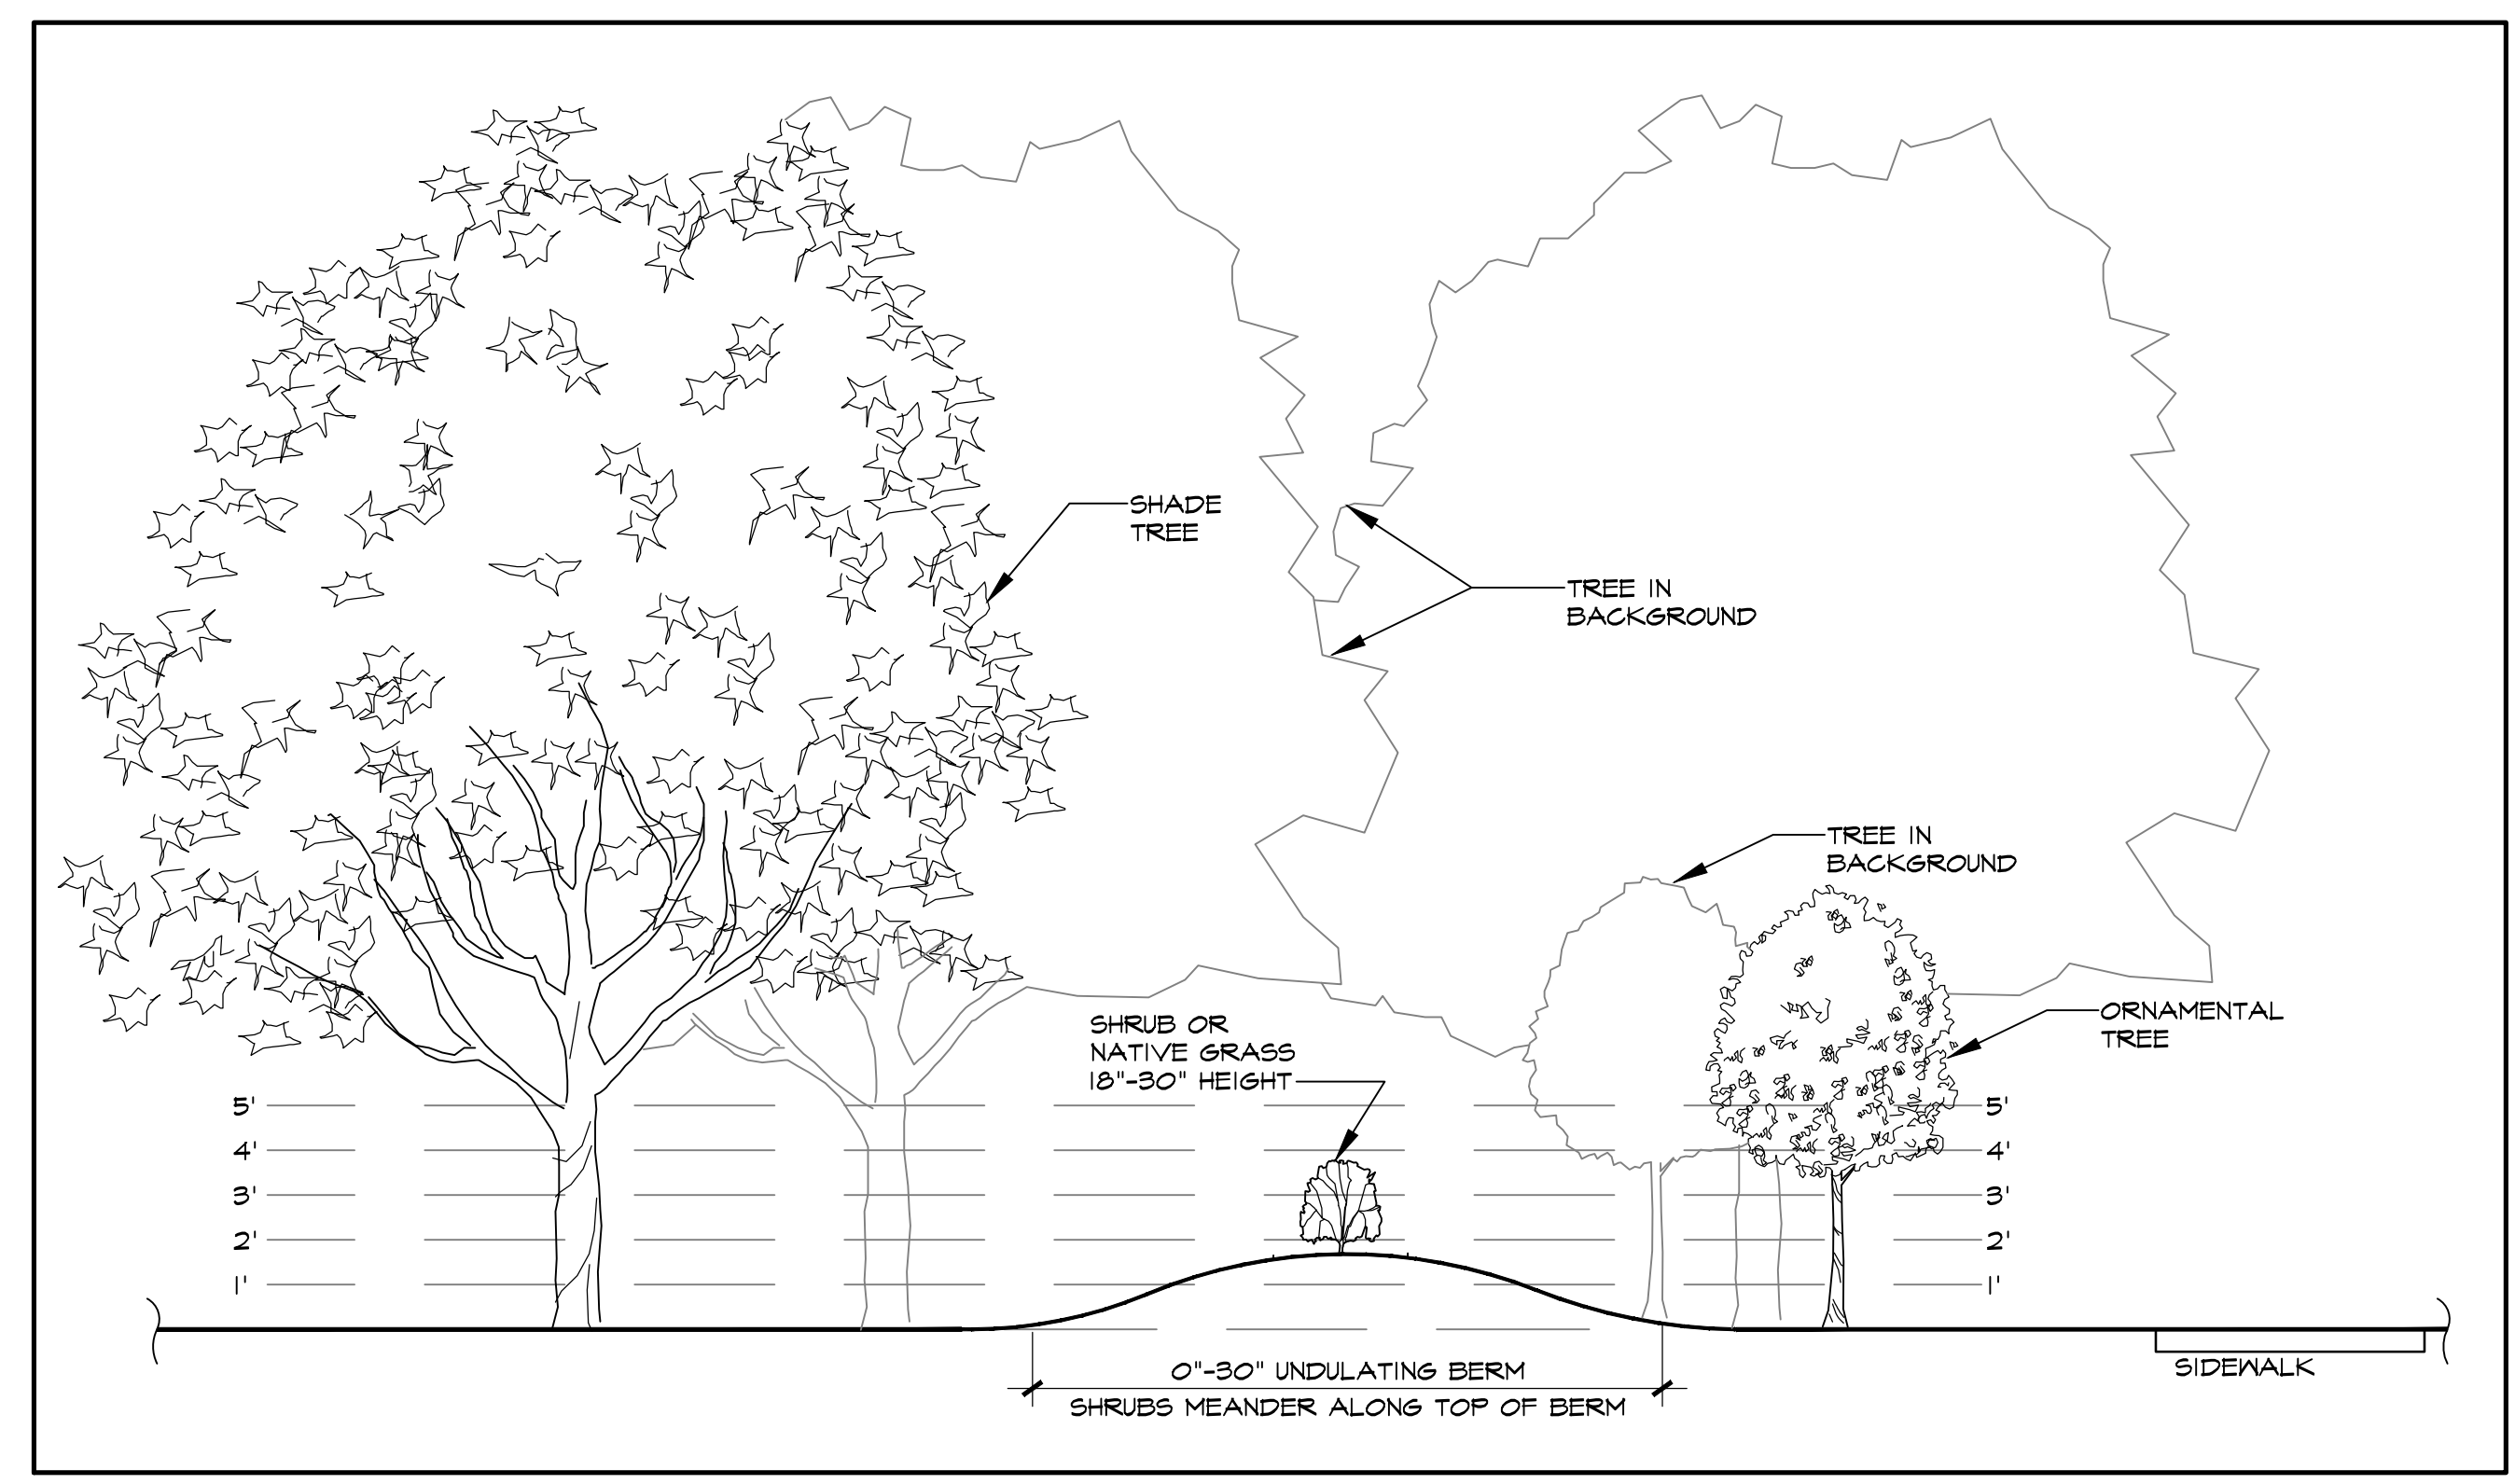 SHADE
TREE
TREE IN
BACKGROUND
TREE IN
BACKGROUND
ORNAMENTAL
TREE
SHRUB OR
NATIVE GRASS
18"-30" HEIGHT
5'
4'
3'
2'
1'
5'
4'
3'
2'
1'
0"-30" UNDULATING BERM
SHRUBS MEANDER ALONG TOP OF BERM
SIDEWALK